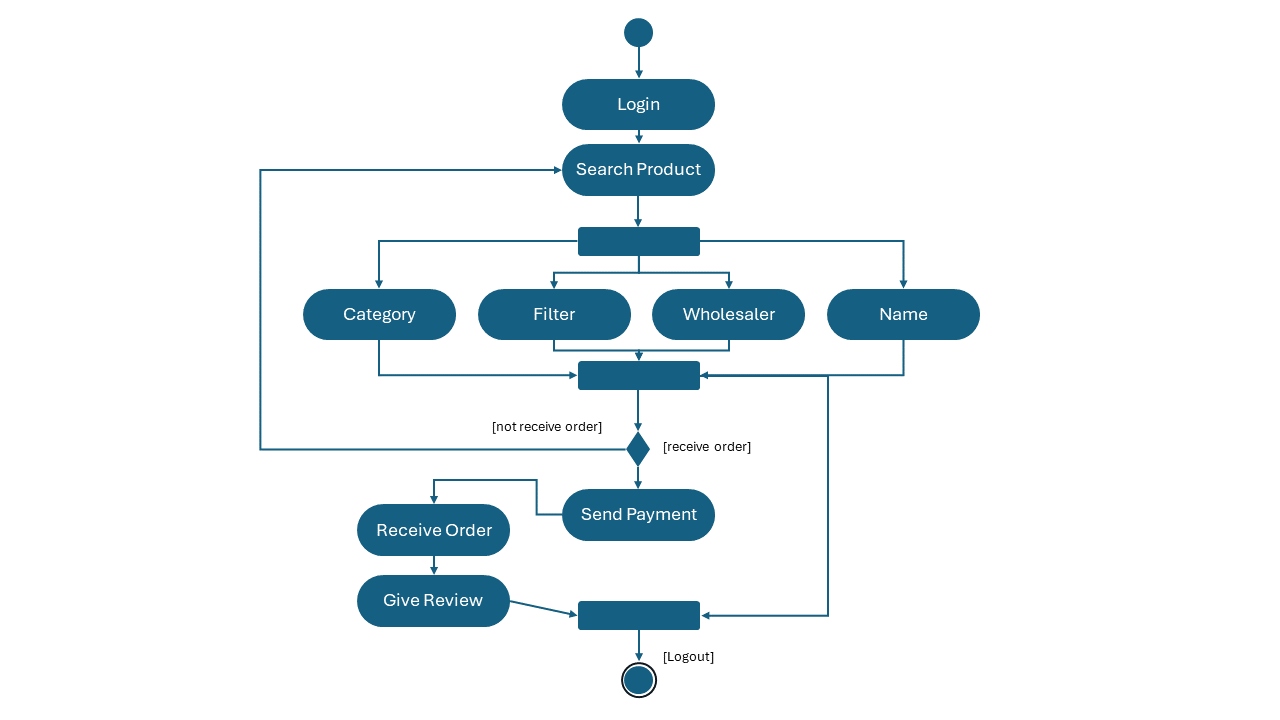 Login
Search Product
Category
Filter
Wholesaler
Name
[not receive order]
[receive order]
Send Payment
Receive Order
Give Review
[Logout]